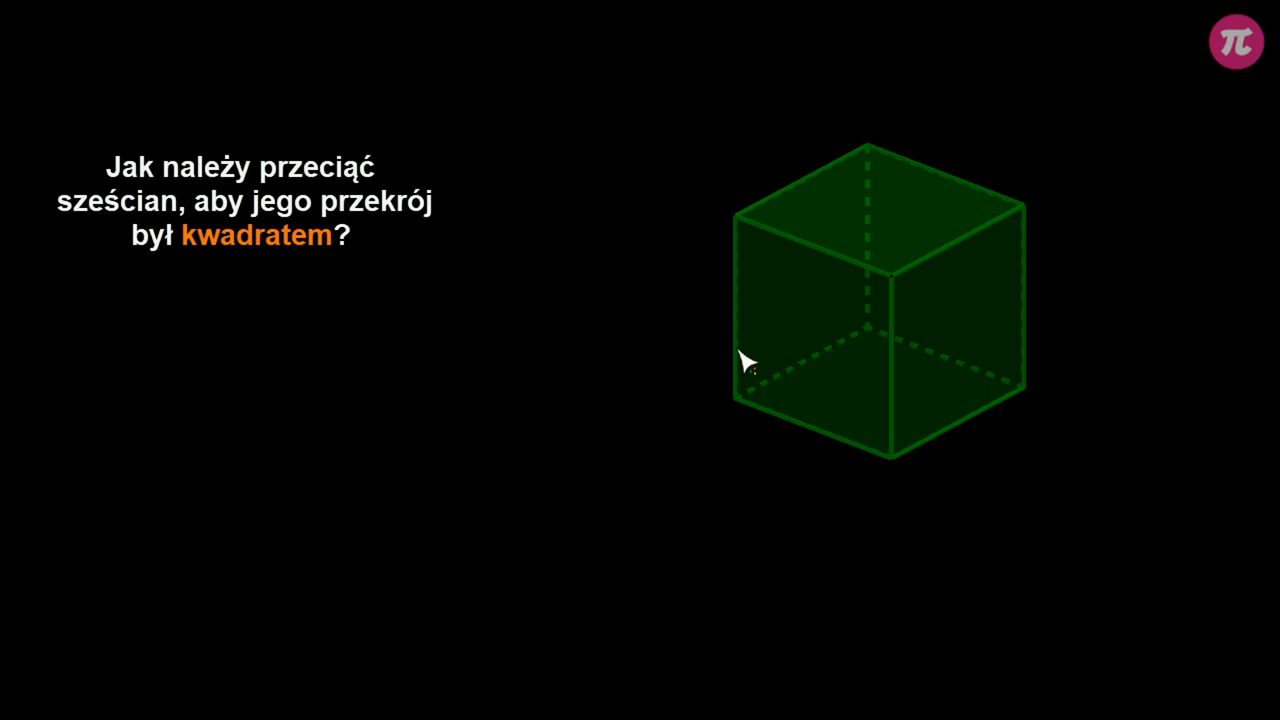 π
Jak należy przeciąć
sześcian, aby jego przekrój
był kwadratem?